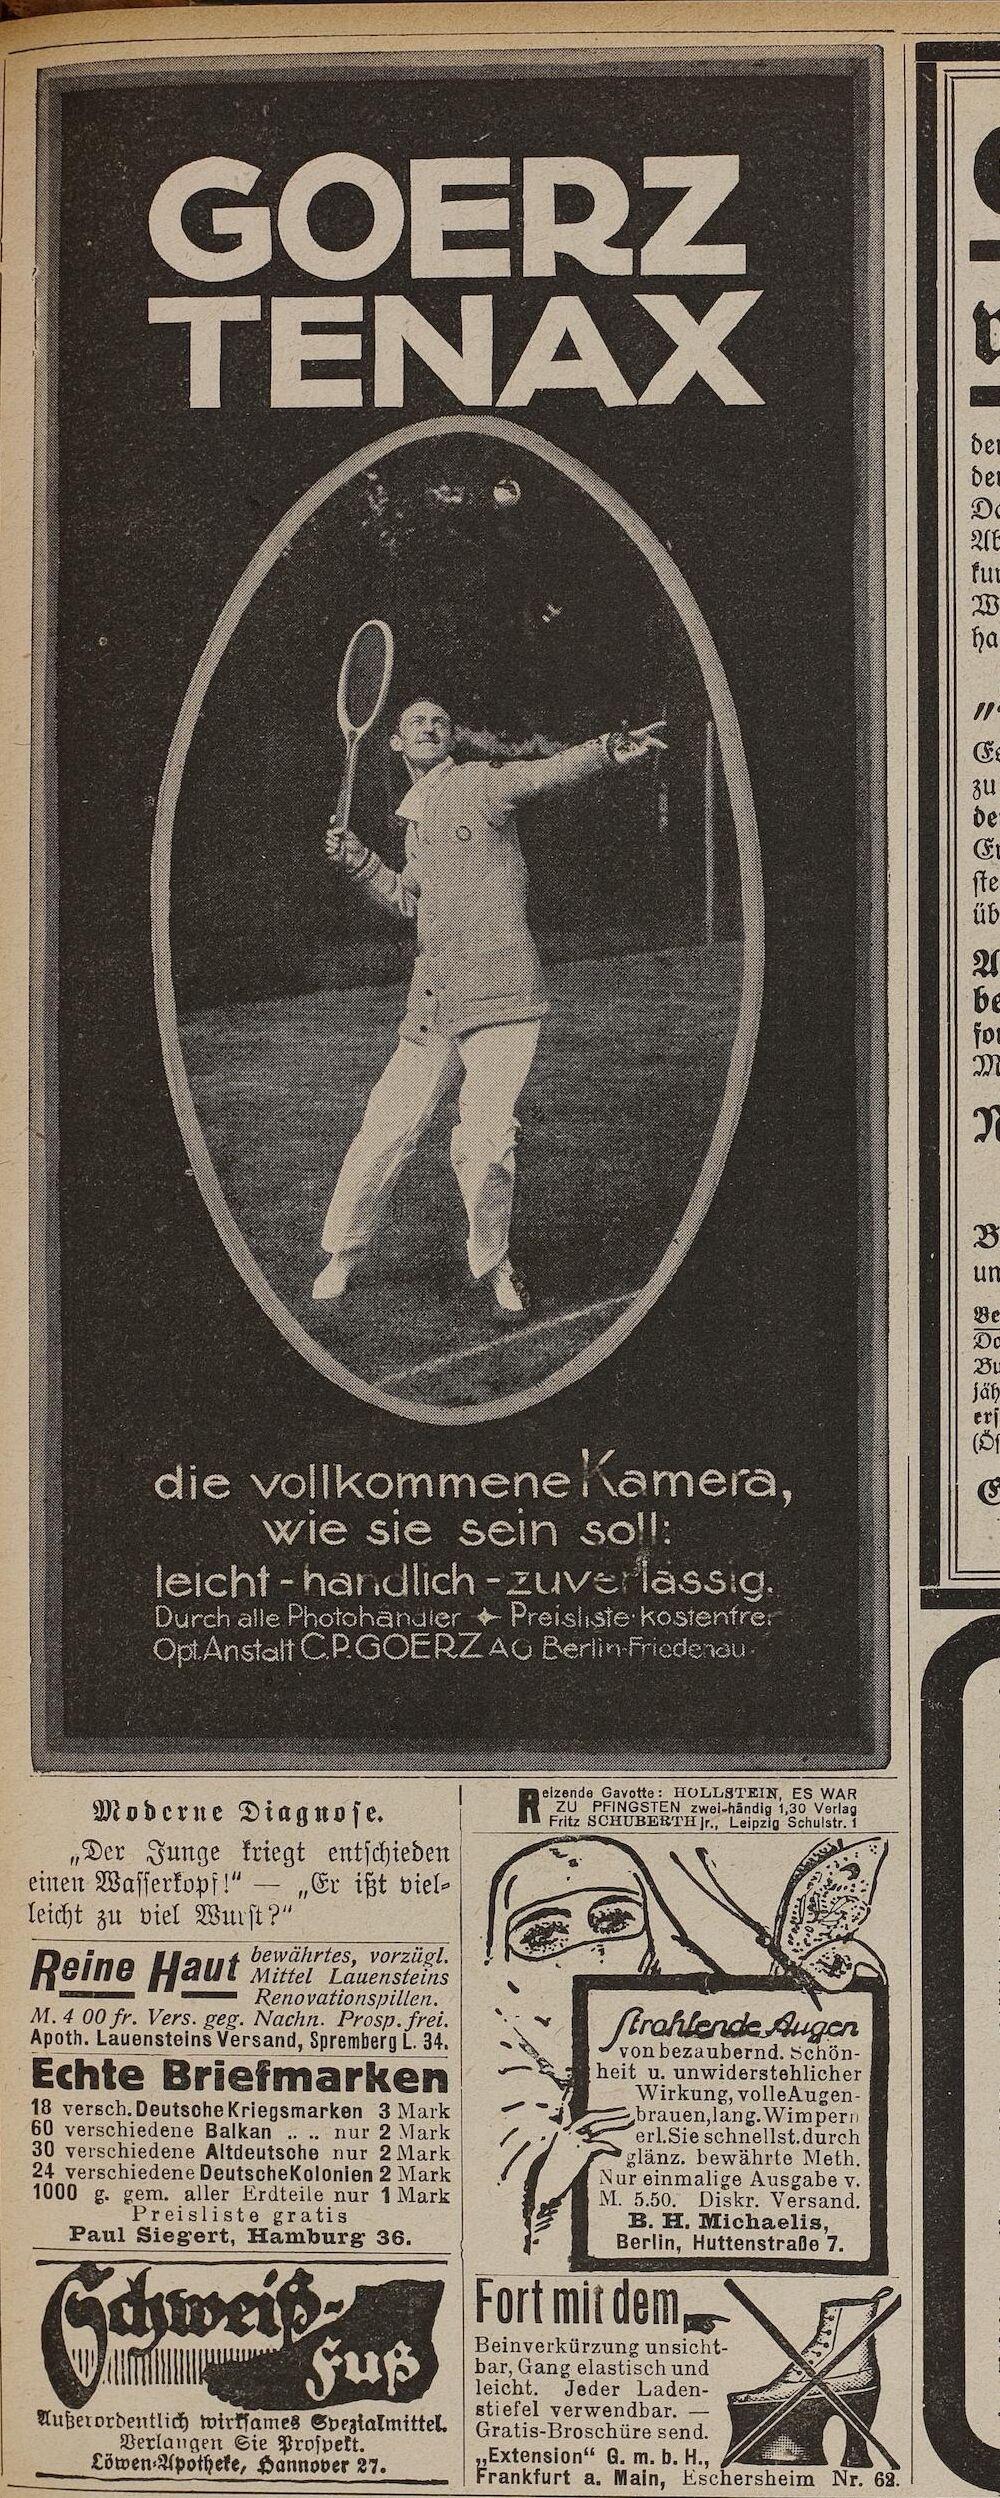 GOERZ
TENAX
die vollkommene Kamera,
wie sie sein soll:
leicht - handlich - zuverlässig.
Durch alle Photohändler ✦ Preisliste kostenfrei
Opt. Anstalt C.P. GOERZ AG Berlin-Friedenau.
Moderne Diagnose.
„Der Junge kriegt entschieden
einen Wasserkopf!“ — „Er ißt viel-
leicht zu viel Wurst?“
Reine Haut bewährtes, vorzügl.
Mittel Lauensteins
Renovationspillen.
M. 4 00 fr. Vers. geg. Nachn. Prosp. frei.
Apoth. Lauensteins Versand, Spremberg L. 34.
Echte Briefmarken
18 versch. Deutsche Kriegsmarken 3 Mark
60 verschiedene Balkan .. .. nur 2 Mark
30 verschiedene Altdeutsche nur 2 Mark
24 verschiedene Deutsche Kolonien 2 Mark
1000 g. gem. aller Erdteile nur 1 Mark
Preisliste gratis
Paul Siegert, Hamburg 36.
Schweiß-
Fuß
Außerordentlich wirksames Spezialmittel.
Verlangen Sie Prospekt.
Löwen-Apotheke, Hannover 27.
Reizende Gavotte: HOLLSTEIN, ES WAR
ZU PFINGSTEN zwei-händig 1,30 Verlag
Fritz SCHUBERTH jr., Leipzig Schulstr. 1
Strahlende Augen
von bezaubernd. Schön-
heit u. unwiderstehlicher
Wirkung, volle Augen-
brauen, lang. Wimpern
erl. Sie schnellst. durch
glänz. bewährte Meth.
Nur einmalige Ausgabe v.
M. 5.50. Diskr. Versand.
B. H. Michaelis,
Berlin, Huttenstraße 7.
Fort mit dem
Beinverkürzung unsicht-
bar, Gang elastisch und
leicht. Jeder Laden-
stiefel verwendbar. —
Gratis-Broschüre send.
„Extension“ G. m. b. H.,
Frankfurt a. Main, Eschersheim Nr. 62.